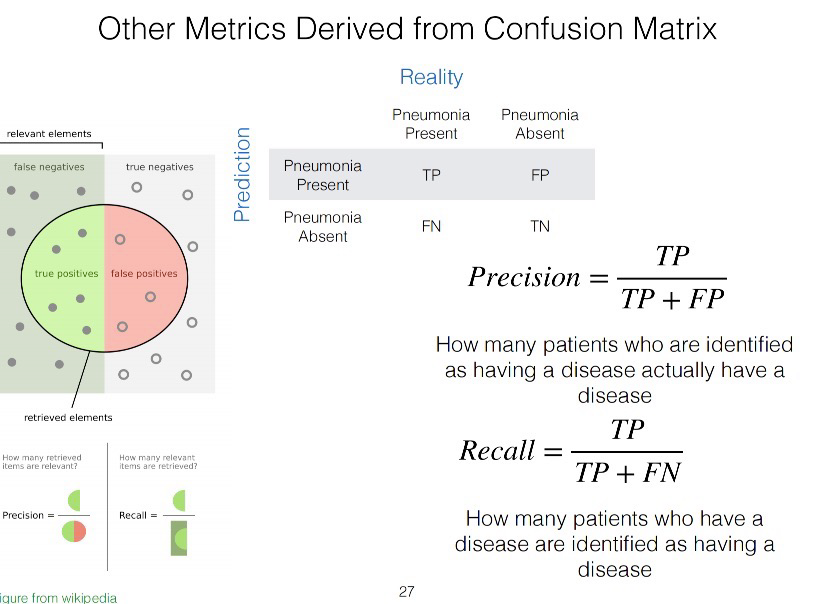 Other Metrics Derived from Confusion Matrix
Reality
Prediction
Pneumonia Present
Pneumonia Absent
Pneumonia Present
TP
FP
Pneumonia Absent
FN
TN
relevant elements
false negatives
true negatives
true positives
false positives
retrieved elements
How many retrieved
items are relevant?
How many relevant
items are retrieved?
Precision =
Recall =
igure from wikipedia
Precision = TP / TP + FP
How many patients who are identified
as having a disease actually have a
disease
Recall = TP / TP + FN
How many patients who have a
disease are identified as having a
disease
27